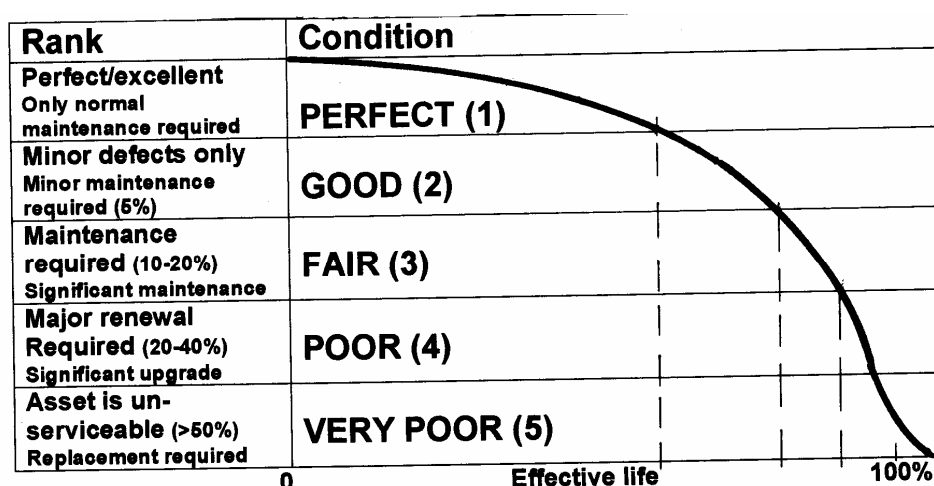 Rank
Condition
Perfect/excellent
Only normal
maintenance required
PERFECT (1)
Minor defects only
Minor maintenance
required (5%)
GOOD (2)
Maintenance
required (10-20%)
Significant maintenance
FAIR (3)
Major renewal
Required (20-40%)
Significant upgrade
POOR (4)
Asset is un-
serviceable (>50%)
Replacement required
VERY POOR (5)
0
Effective life
100%